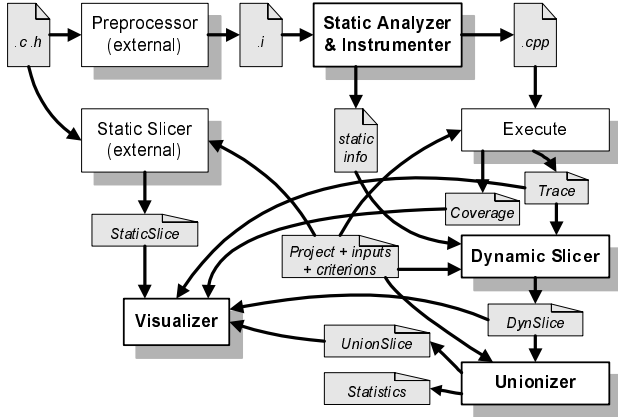 .c .h
Preprocessor
(external)
.i
Static Analyzer
& Instrumenter
.cpp
Static Slicer
(external)
static
info
Execute
Trace
StaticSlice
Coverage
Project + inputs
+ criterions
Dynamic Slicer
Visualizer
DynSlice
UnionSlice
Statistics
Unionizer